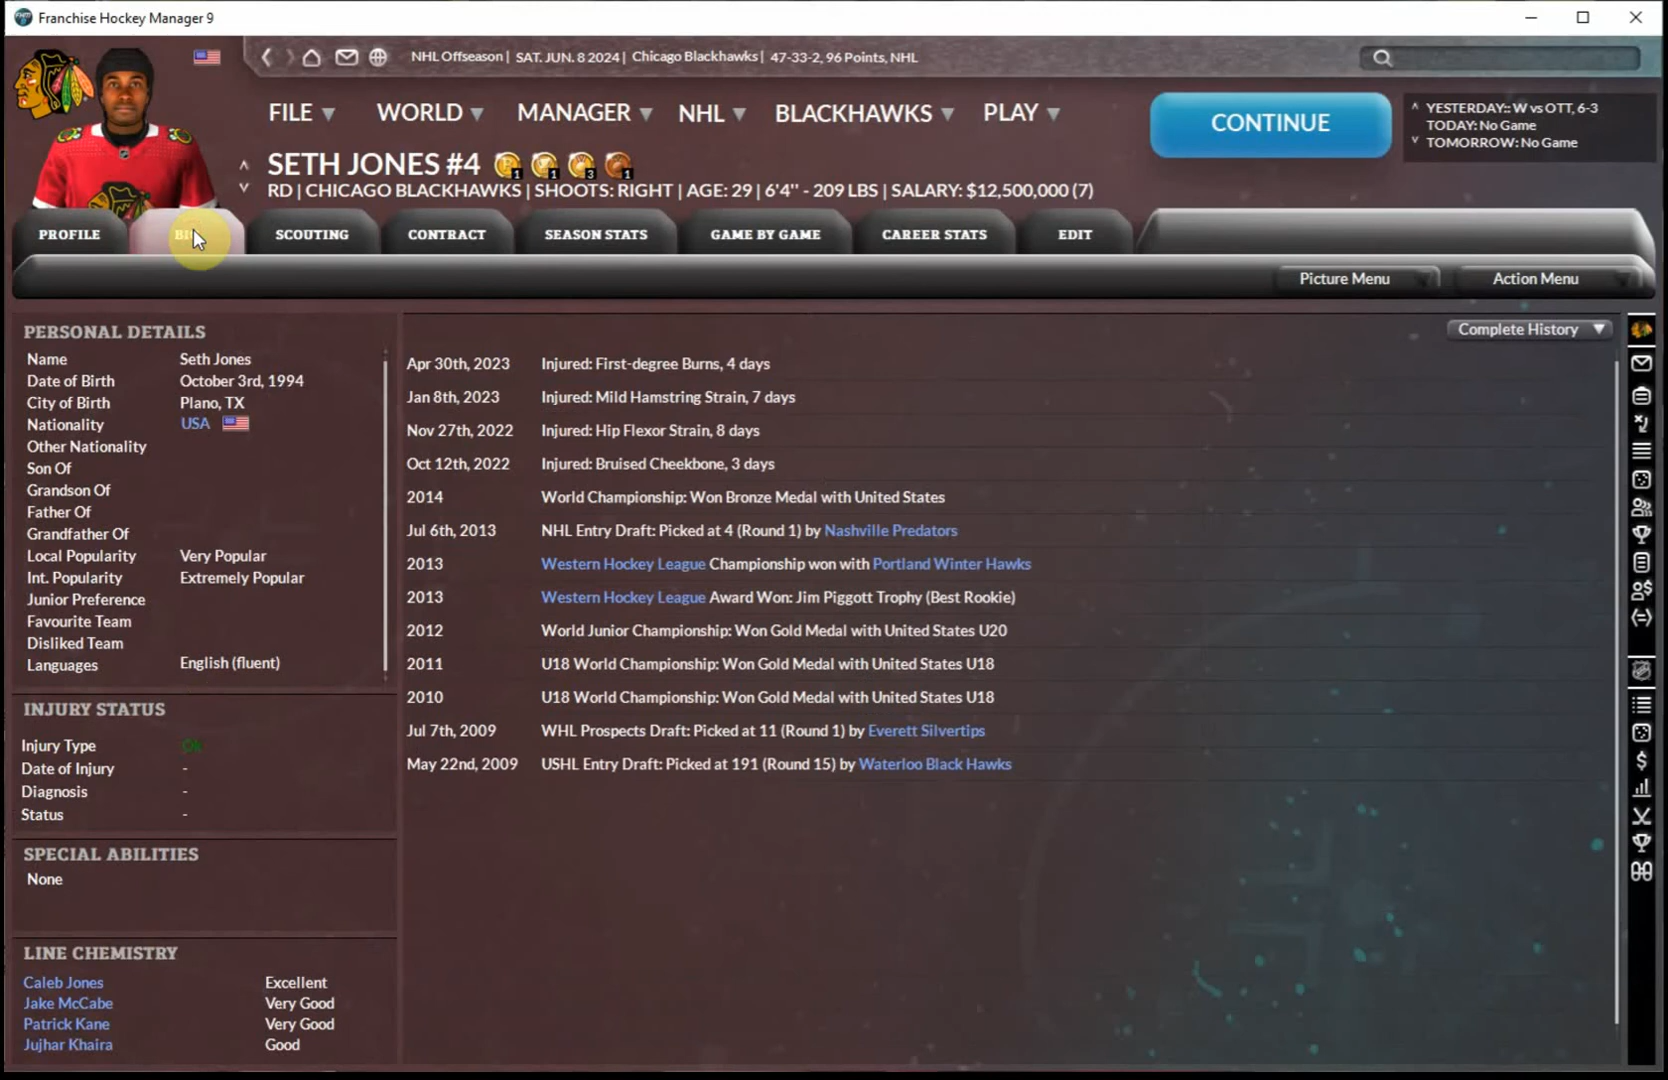 Franchise Hockey Manager 9
NHL Offseason | SAT. JUN. 8 2024 | Chicago Blackhawks | 47-33-2, 96 Points, NHL
FILE WORLD MANAGER NHL BLACKHAWKS PLAY
CONTINUE
YESTERDAY:: W vs OTT, 6-3
TODAY: No Game
TOMORROW: No Game
SETH JONES #4
1 1 3 1
RD | CHICAGO BLACKHAWKS | SHOOTS: RIGHT | AGE: 29 | 6'4" - 209 LBS | SALARY: $12,500,000 (7)
PROFILE SCOUTING CONTRACT SEASON STATS GAME BY GAME CAREER STATS EDIT
Picture Menu Action Menu
PERSONAL DETAILS
Name Seth Jones
Date of Birth October 3rd, 1994
City of Birth Plano, TX
Nationality USA
Other Nationality
Son Of
Grandson Of
Father Of
Grandfather Of
Local Popularity Very Popular
Int. Popularity Extremely Popular
Junior Preference
Favourite Team
Disliked Team
Languages English (fluent)
INJURY STATUS
Injury Type Ok
Date of Injury -
Diagnosis -
Status -
SPECIAL ABILITIES
None
LINE CHEMISTRY
Caleb Jones Excellent
Jake McCabe Very Good
Patrick Kane Very Good
Jujhar Khaira Good
Complete History
Apr 30th, 2023 Injured: First-degree Burns, 4 days
Jan 8th, 2023 Injured: Mild Hamstring Strain, 7 days
Nov 27th, 2022 Injured: Hip Flexor Strain, 8 days
Oct 12th, 2022 Injured: Bruised Cheekbone, 3 days
2014 World Championship: Won Bronze Medal with United States
Jul 6th, 2013 NHL Entry Draft: Picked at 4 (Round 1) by Nashville Predators
2013 Western Hockey League Championship won with Portland Winter Hawks
2013 Western Hockey League Award Won: Jim Piggott Trophy (Best Rookie)
2012 World Junior Championship: Won Gold Medal with United States U20
2011 U18 World Championship: Won Gold Medal with United States U18
2010 U18 World Championship: Won Gold Medal with United States U18
Jul 7th, 2009 WHL Prospects Draft: Picked at 11 (Round 1) by Everett Silvertips
May 22nd, 2009 USHL Entry Draft: Picked at 191 (Round 15) by Waterloo Black Hawks